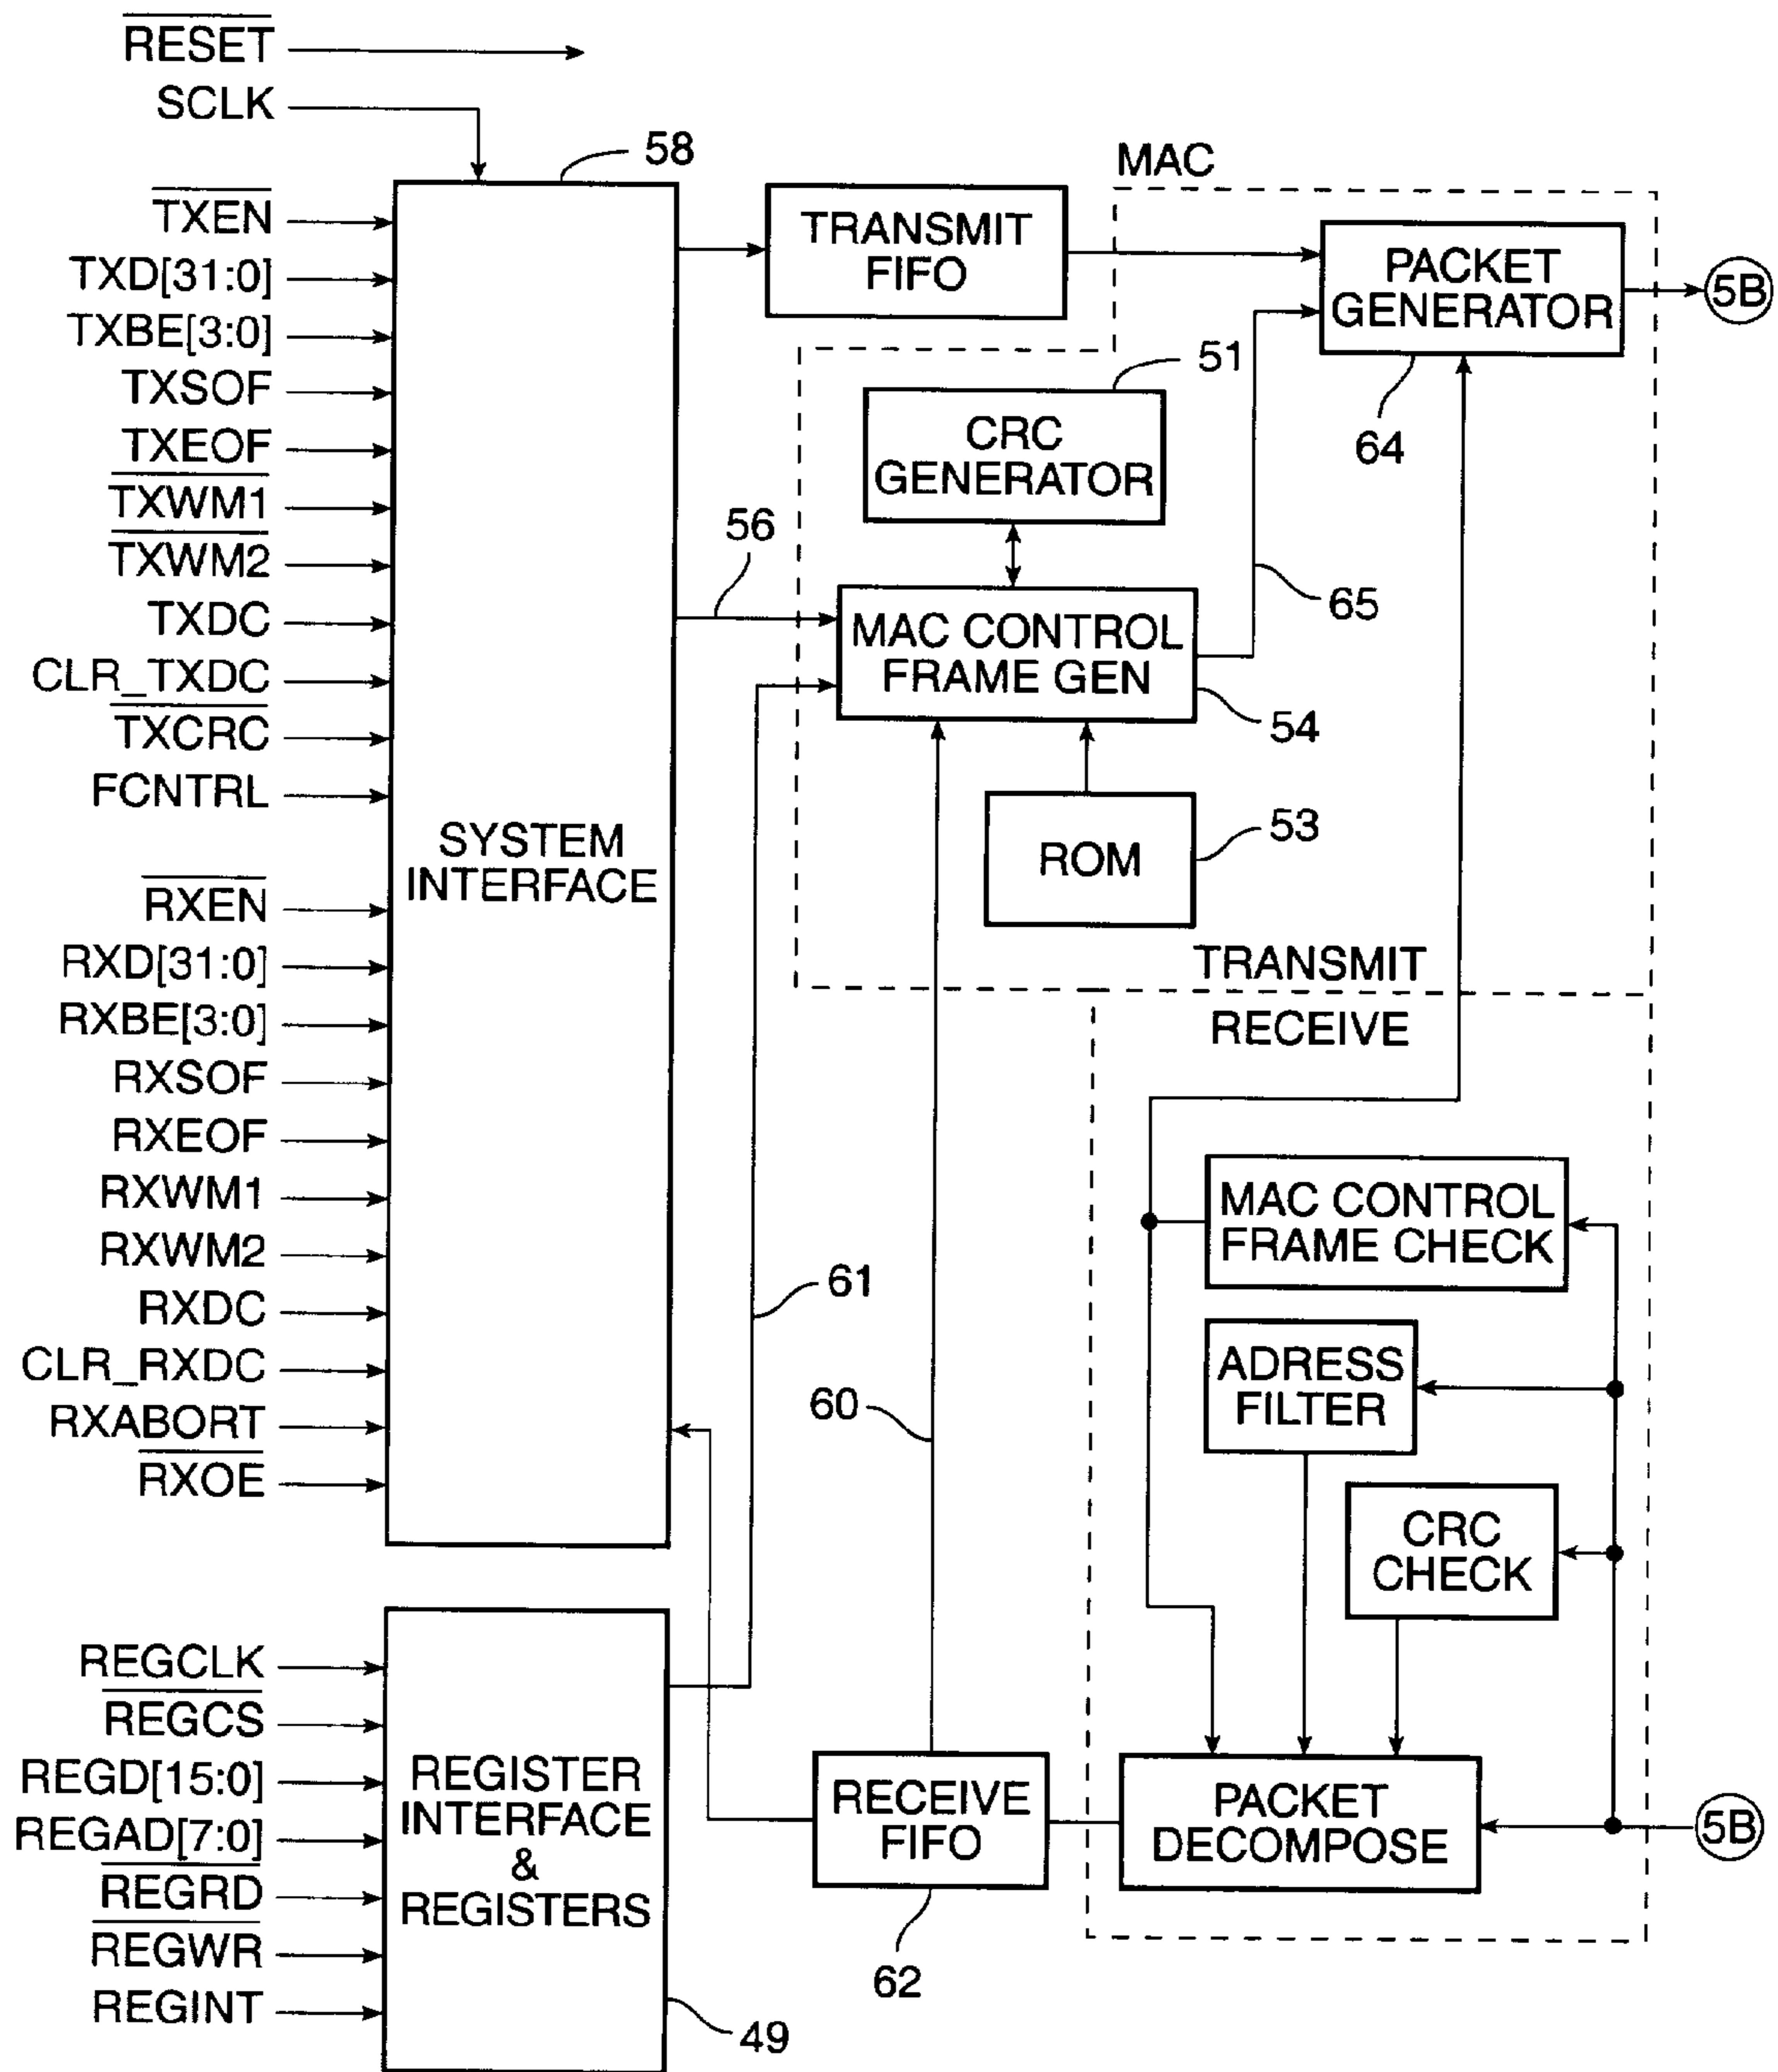 RESET
SCLK
58
MAC
TXEN
TXD[31:0]
TXBE[3:0]
TXSOF
TXEOF
TXWM1
TXWM2
TXDC
CLR_TXDC
TXCRC
FCNTRL
RXEN
RXD[31:0]
RXBE[3:0]
RXSOF
RXEOF
RXWM1
RXWM2
RXDC
CLR_RXDC
RXABORT
RXOE
SYSTEM
INTERFACE
TRANSMIT
FIFO
PACKET
GENERATOR
5B
64
51
CRC
GENERATOR
56
65
MAC CONTROL
FRAME GEN
54
ROM
53
TRANSMIT
RECEIVE
MAC CONTROL
FRAME CHECK
61
ADRESS
FILTER
60
CRC
CHECK
REGCLK
REGCS
REGD[15:0]
REGAD[7:0]
REGRD
REGWR
REGINT
REGISTER
INTERFACE
&
REGISTERS
49
RECEIVE
FIFO
62
PACKET
DECOMPOSE
5B